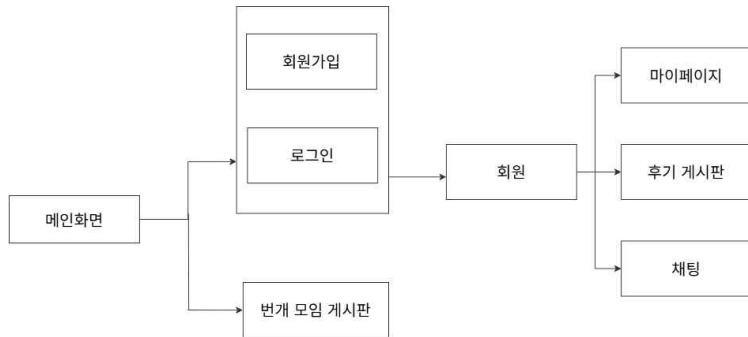 회원가입
로그인
메인화면
번개 모임 게시판
회원
마이페이지
후기 게시판
채팅